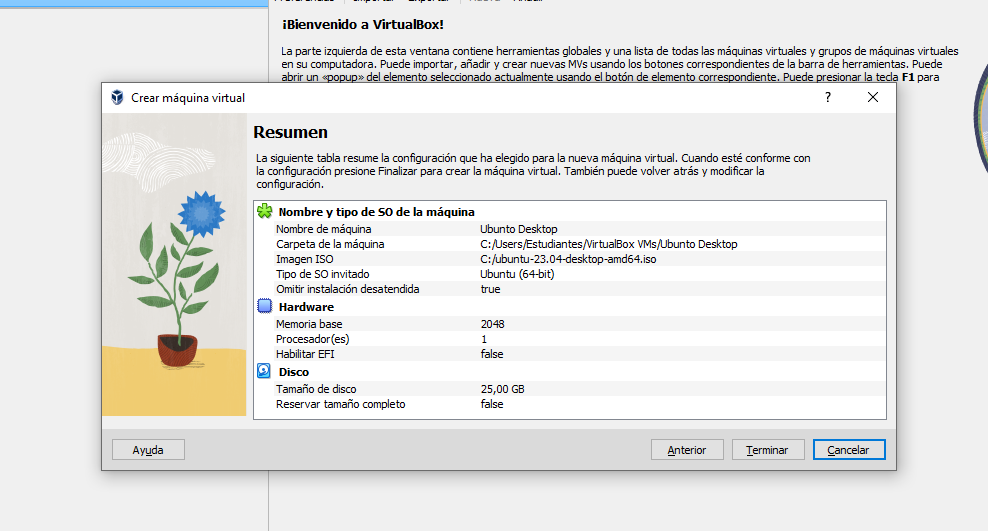 ¡Bienvenido a VirtualBox!
La parte izquierda de esta ventana contiene herramientas globales y una lista de todas las máquinas virtuales y grupos de máquinas virtuales
en su computadora. Puede importar, añadir y crear nuevas MVs usando los botones correspondientes de la barra de herramientas. Puede
abrir un «popup» del elemento seleccionado actualmente usando el botón de elemento correspondiente. Puede presionar la tecla F1 para
Crear máquina virtual
?
Resumen
La siguiente tabla resume la configuración que ha elegido para la nueva máquina virtual. Cuando esté conforme con
la configuración presione Finalizar para crear la máquina virtual. También puede volver atrás y modificar la
configuración.
Nombre y tipo de SO de la máquina
Nombre de máquina Ubunto Desktop
Carpeta de la máquina C:/Users/Estudiantes/VirtualBox VMs/Ubunto Desktop
Imagen ISO C:/ubuntu-23.04-desktop-amd64.iso
Tipo de SO invitado Ubuntu (64-bit)
Omitir instalación desatendida true
Hardware
Memoria base 2048
Procesador(es) 1
Habilitar EFI false
Disco
Tamaño de disco 25,00 GB
Reservar tamaño completo false
Ayuda Anterior Terminar Cancelar